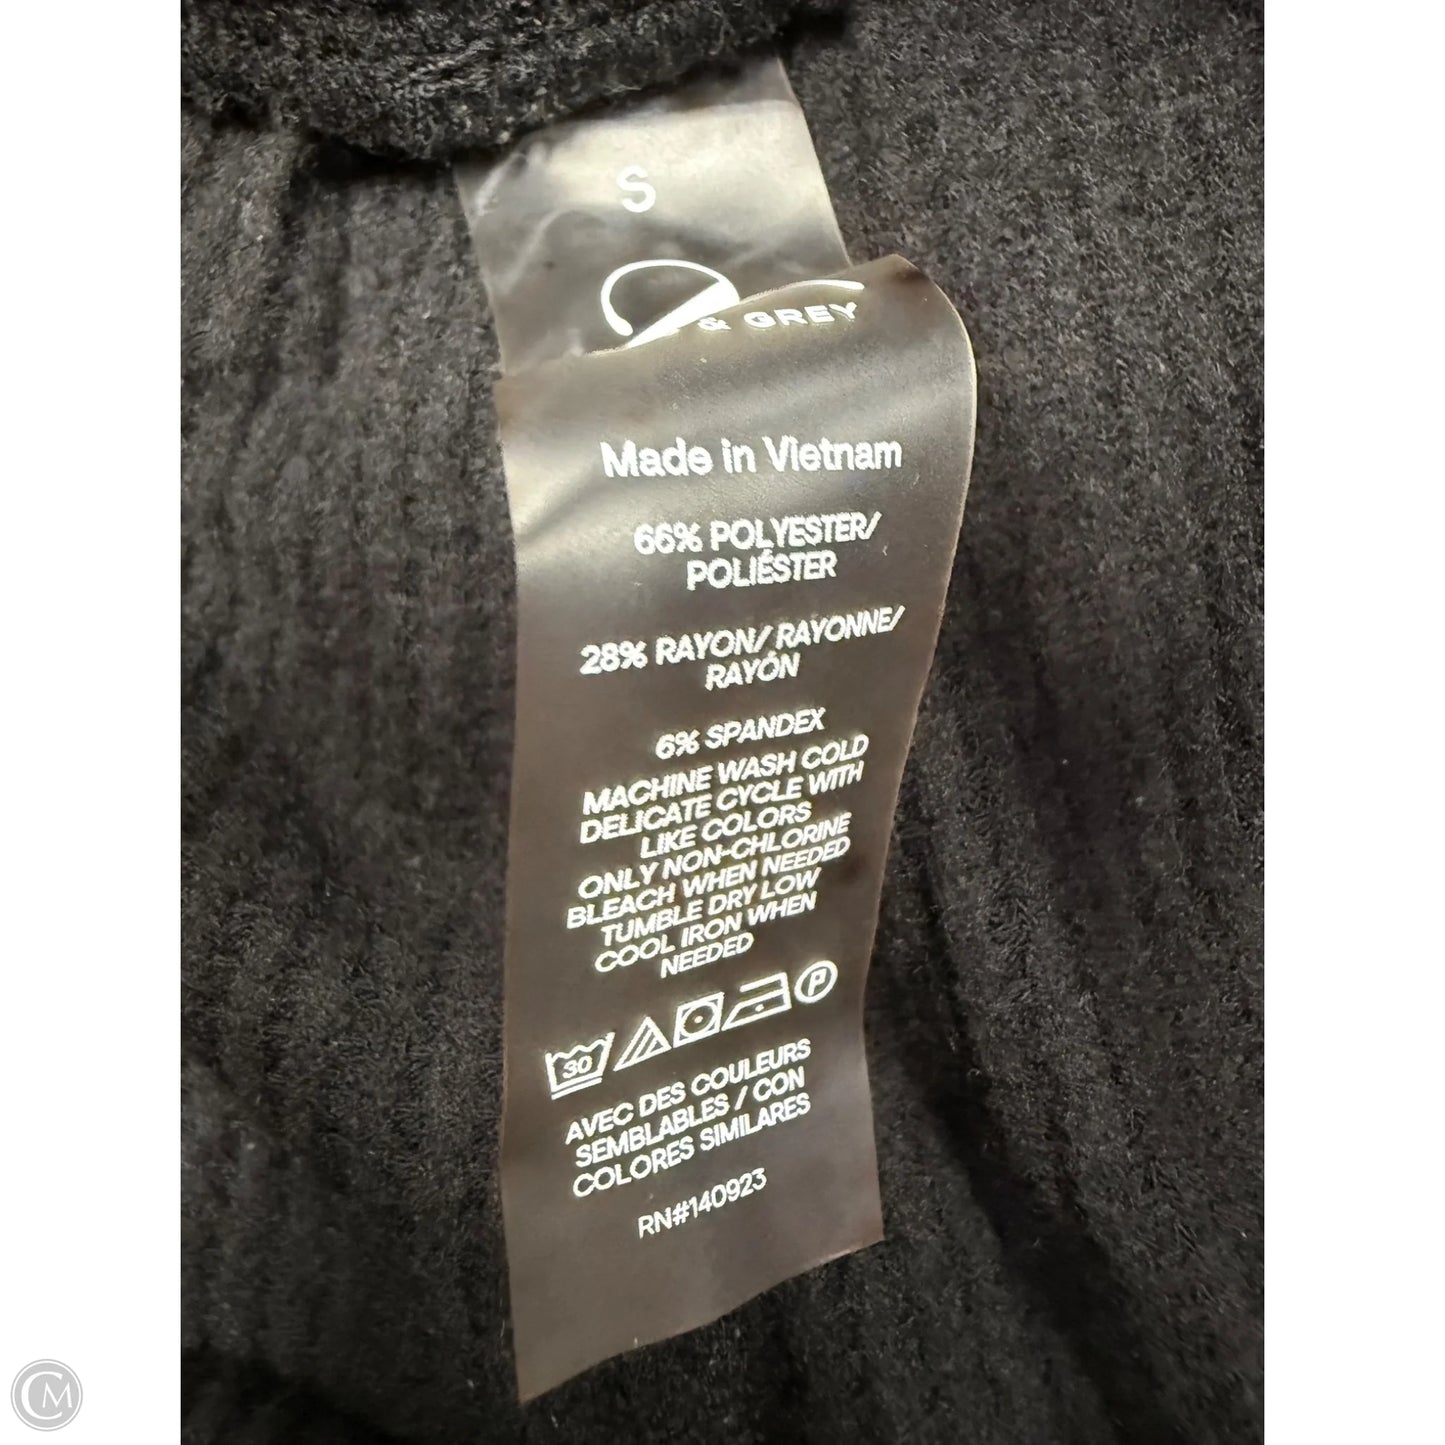 S
& GREY
Made in Vietnam
66% POLYESTER/
POLIÉSTER
28% RAYON/ RAYONNE/
RAYÓN
6% SPANDEX
MACHINE WASH COLD
DELICATE CYCLE WITH
LIKE COLORS
ONLY NON-CHLORINE
BLEACH WHEN NEEDED
TUMBLE DRY LOW
COOL IRON WHEN
NEEDED
30 P
AVEC DES COULEURS
SEMBLABLES / CON
COLORES SIMILARES
RN#140923
CM